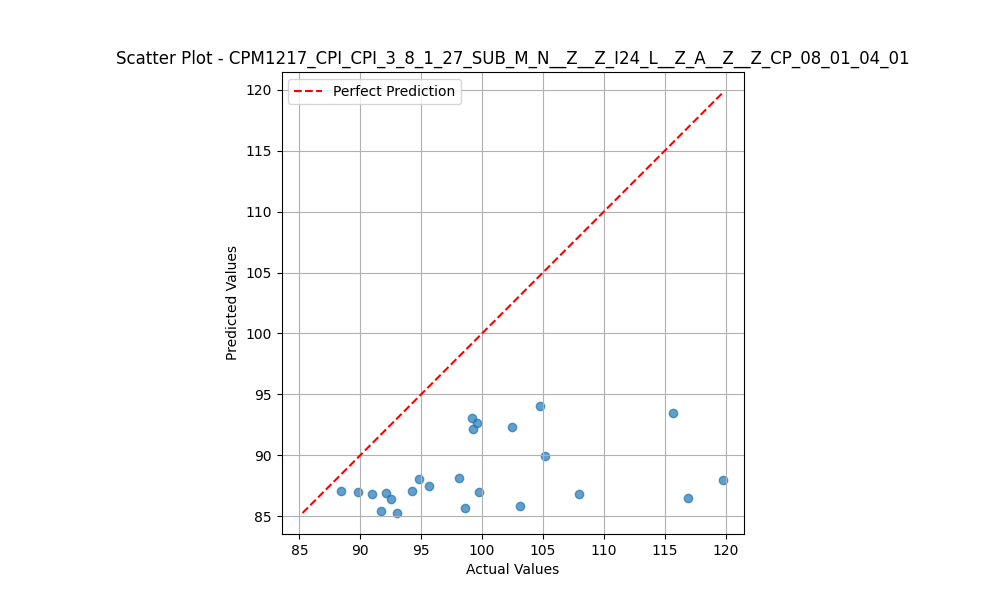 Scatter Plot - CPM1217_CPI_CPI_3_8_1_27_SUB_M_N__Z__Z_I24_L__Z_A__Z__Z_CP_08_01_04_01
Perfect Prediction
120
115
110
105
100
95
90
85
Predicted Values
85 90 95 100 105 110 115 120
Actual Values